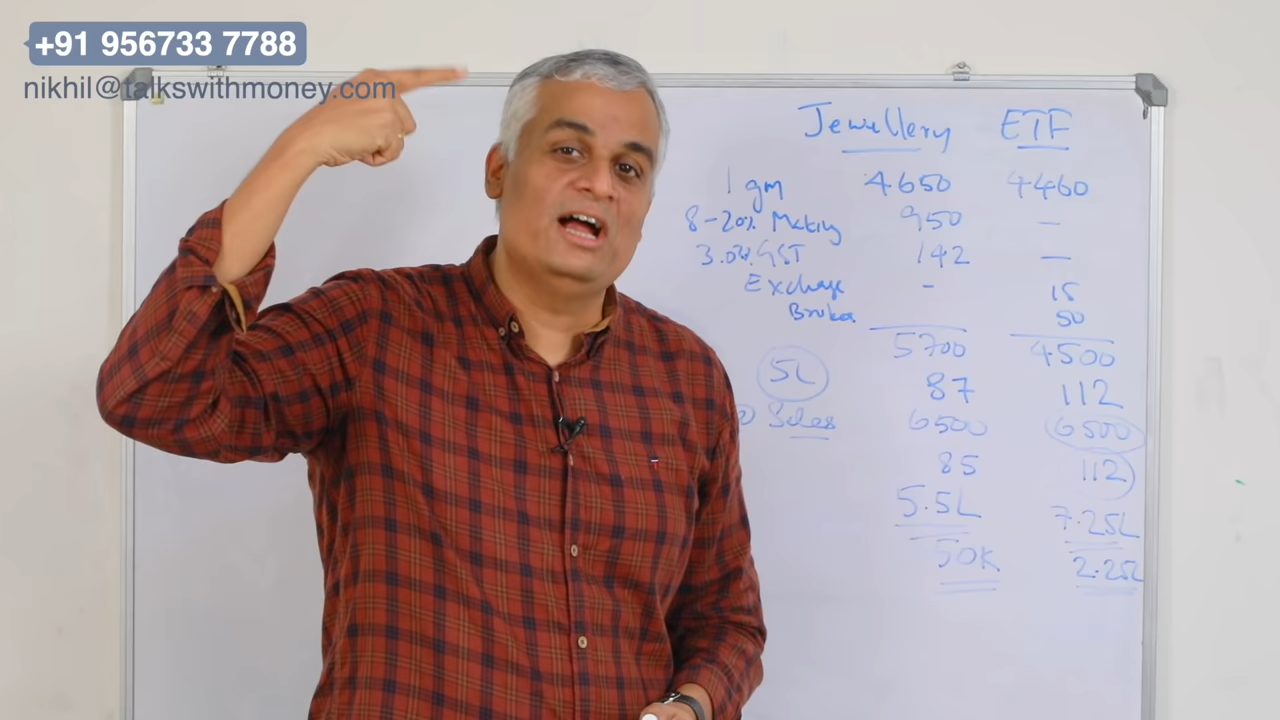 +91 956733 7788
nikhil@talkswithmoney.com
Jewellery ETF
1 gm 4650 4460
8-20% Making 950 —
3.0% GST 142 —
Exchange - 15
Broker 50
5700 4500
5L 87 112
Sales 6500 6500
85 112
5.5L 7.25L
50K 2.25L